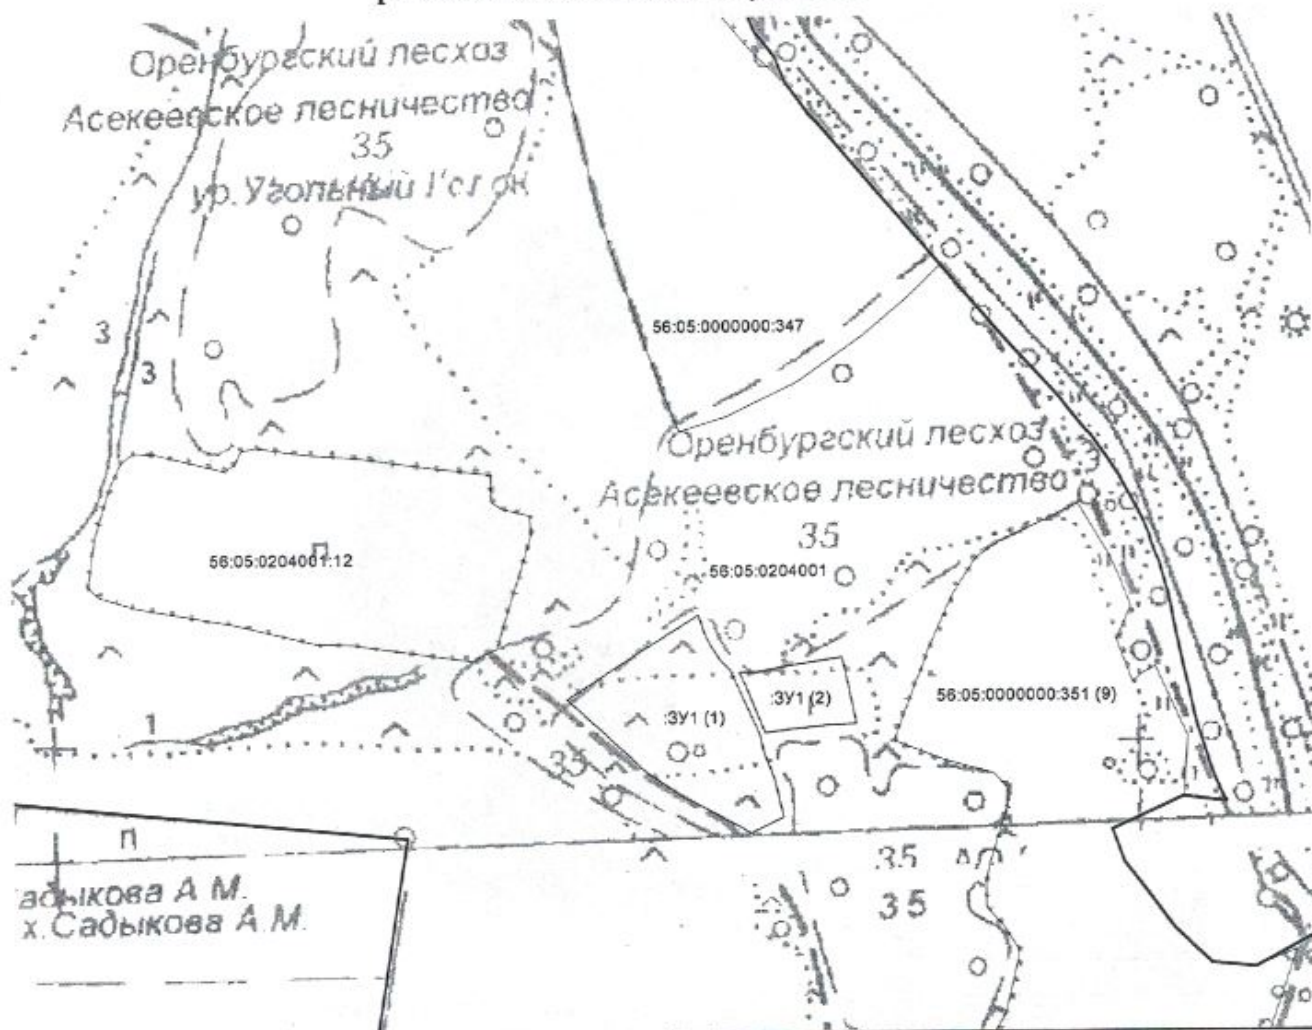 Оренбургский лесхоз
Асекеевское лесничество
35
ур. Угольный
3
3
56:05:0000000:347
Оренбургский лесхоз
Асекеевское лесничество
35
56:05:0204001
П
56:05:0204001:12
:ЗУ1 (1)
:ЗУ1 (2)
56:05:0000000:351 (9)
1
35
П
35
35
адыкова А.М.
х. Садыкова А.М.